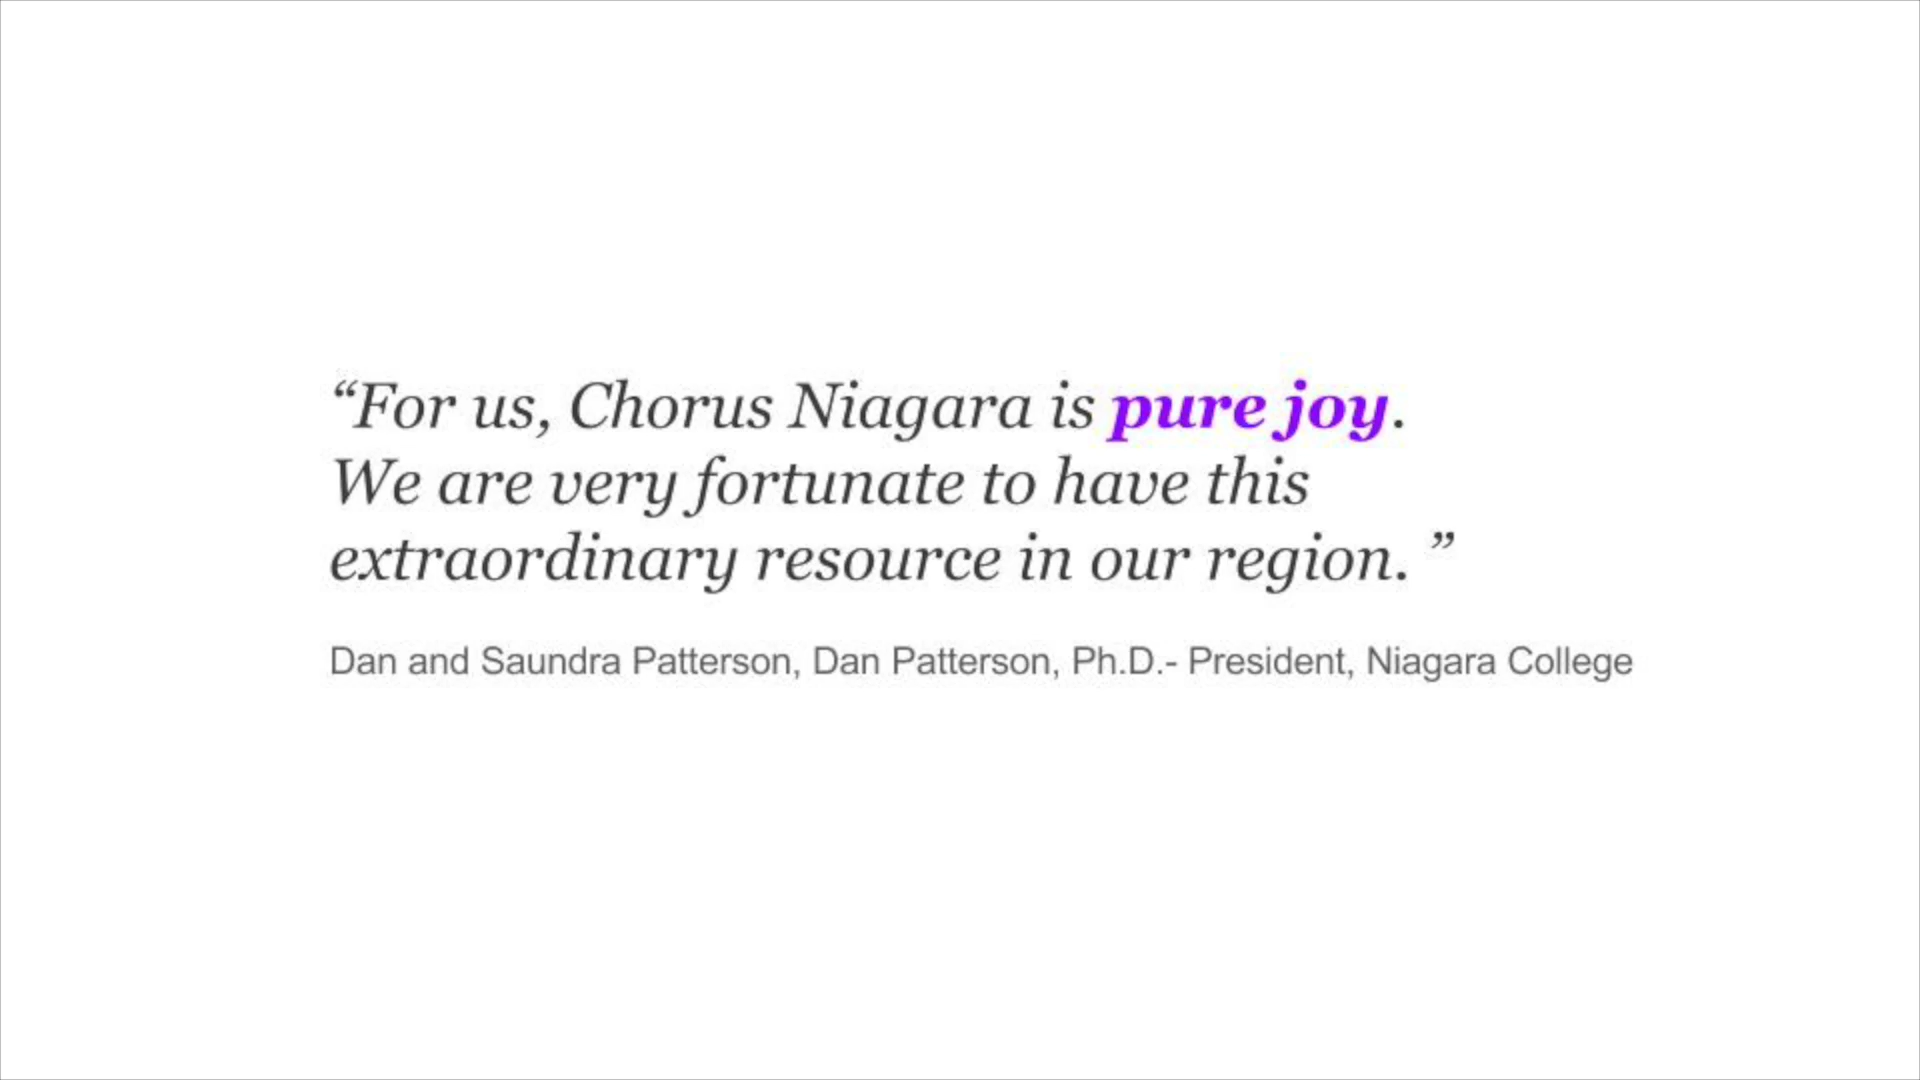 “For us, Chorus Niagara is pure joy.
We are very fortunate to have this
extraordinary resource in our region. ”
Dan and Saundra Patterson, Dan Patterson, Ph.D.- President, Niagara College